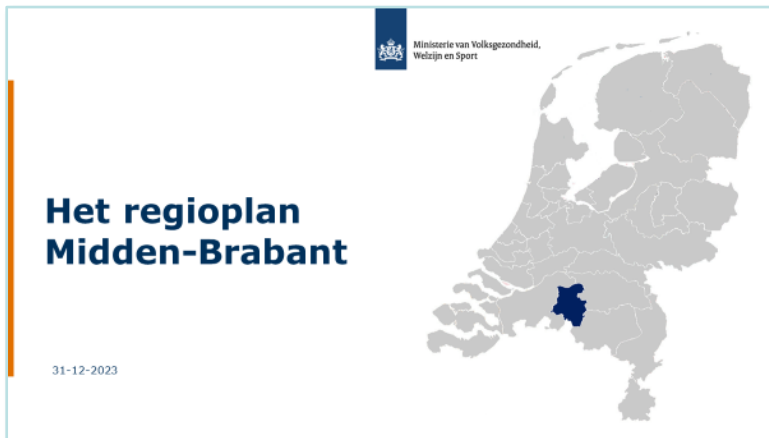 Ministerie van Volksgezondheid,
Welzijn en Sport
Het regioplan
Midden-Brabant
31-12-2023